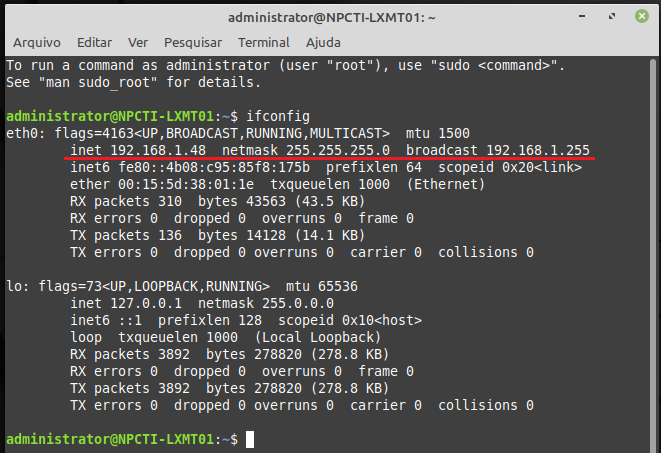 administrator@NPCTI-LXMT01: ~
Arquivo Editar Ver Pesquisar Terminal Ajuda
To run a command as administrator (user "root"), use "sudo <command>".
See "man sudo_root" for details.
administrator@NPCTI-LXMT01:~$ ifconfig
eth0: flags=4163<UP,BROADCAST,RUNNING,MULTICAST>  mtu 1500
        inet 192.168.1.48  netmask 255.255.255.0  broadcast 192.168.1.255
        inet6 fe80::4b08:c95:85f8:175b  prefixlen 64  scopeid 0x20<link>
        ether 00:15:5d:38:01:1e  txqueuelen 1000  (Ethernet)
        RX packets 310  bytes 43563 (43.5 KB)
        RX errors 0  dropped 0  overruns 0  frame 0
        TX packets 136  bytes 14128 (14.1 KB)
        TX errors 0  dropped 0 overruns 0  carrier 0  collisions 0
lo: flags=73<UP,LOOPBACK,RUNNING>  mtu 65536
        inet 127.0.0.1  netmask 255.0.0.0
        inet6 ::1  prefixlen 128  scopeid 0x10<host>
        loop  txqueuelen 1000  (Local Loopback)
        RX packets 3892  bytes 278820 (278.8 KB)
        RX errors 0  dropped 0  overruns 0  frame 0
        TX packets 3892  bytes 278820 (278.8 KB)
        TX errors 0  dropped 0 overruns 0  carrier 0  collisions 0
administrator@NPCTI-LXMT01:~$